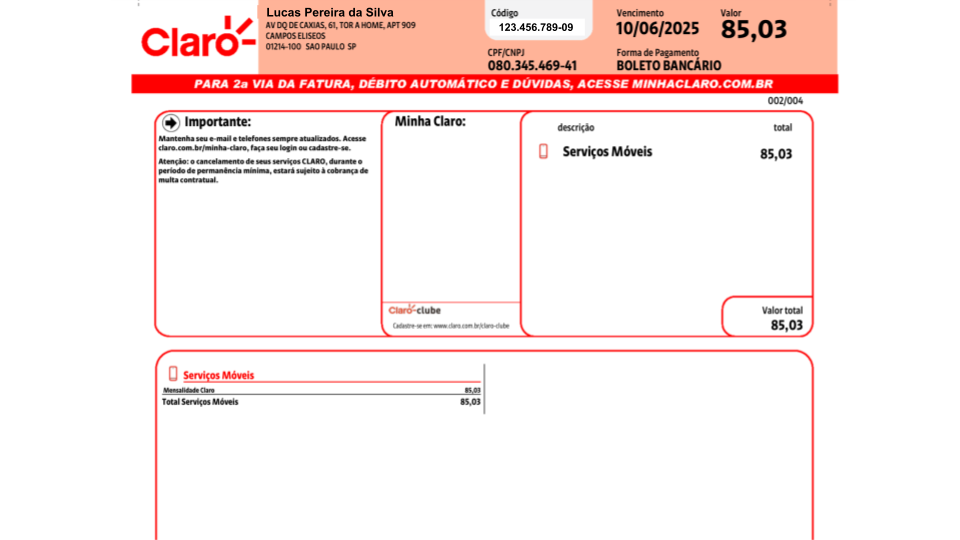 Claro
Lucas Pereira da Silva
AV DQ DE CAXIAS, 61, TOR A HOME, APT 909
CAMPOS ELISEOS
01214-100 SAO PAULO SP
Código
123.456.789-09
CPF/CNPJ
080.345.469-41
Vencimento
10/06/2025
Valor
85,03
Forma de Pagamento
BOLETO BANCÁRIO
PARA 2a VIA DA FATURA, DÉBITO AUTOMÁTICO E DÚVIDAS, ACESSE MINHACLARO.COM.BR
002/004
Importante:
Mantenha seu e-mail e telefones sempre atualizados. Acesse
claro.com.br/minha-claro, faça seu login ou cadastre-se.
Atenção: o cancelamento de seus serviços CLARO, durante o
período de permanência mínima, estará sujeito à cobrança de
multa contratual.
Minha Claro:
Claro-clube
Cadastre-se em: www.claro.com.br/claro-clube
descrição total
Serviços Móveis 85,03
Valor total
85,03
Serviços Móveis
Mensalidade Claro 85,03
Total Serviços Móveis 85,03